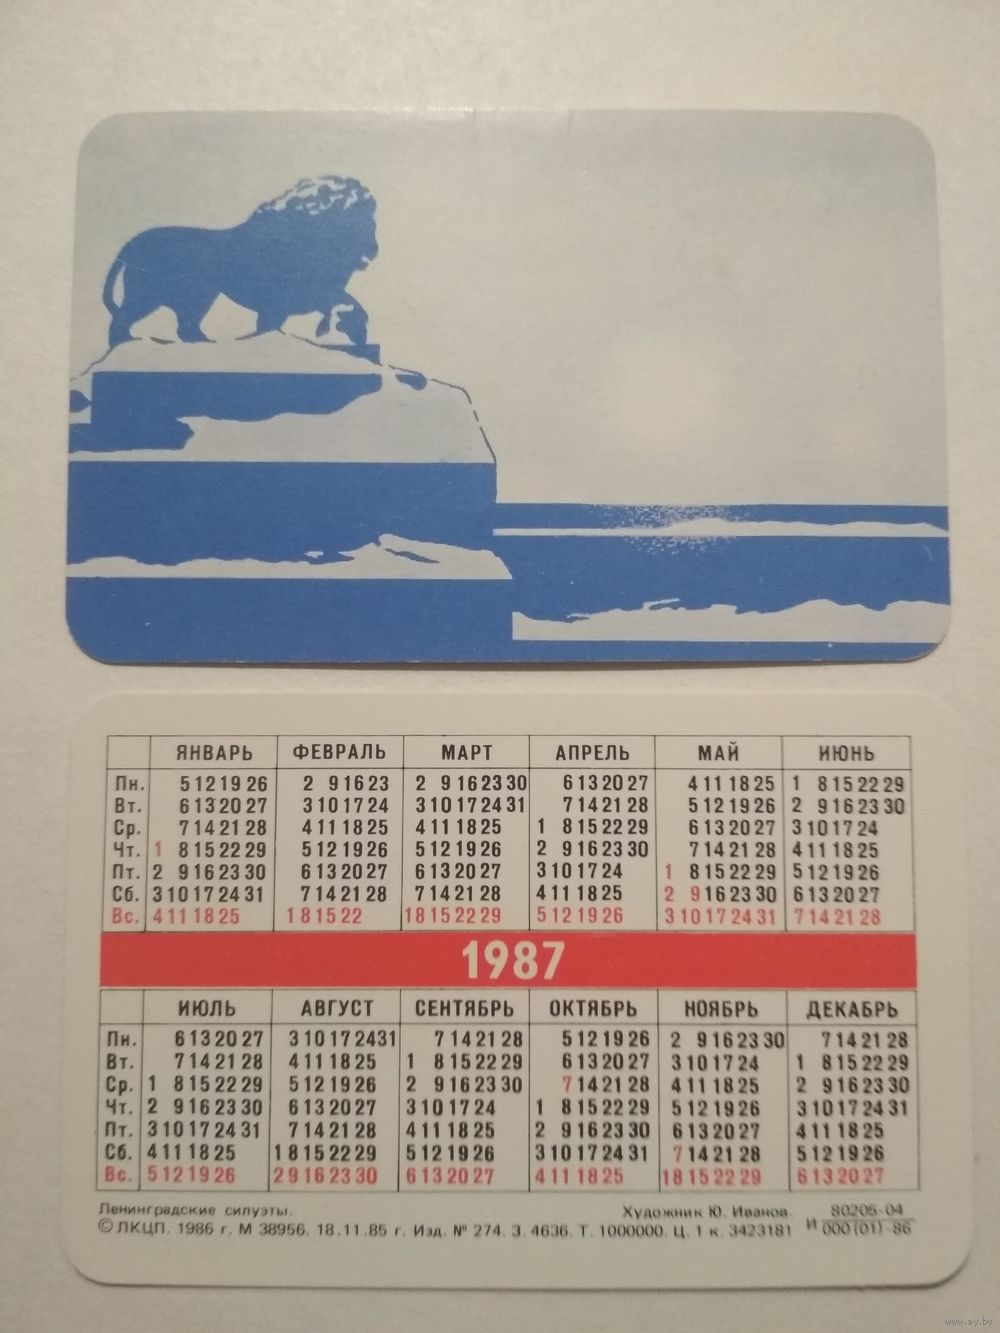 ЯНВАРЬ ФЕВРАЛЬ МАРТ АПРЕЛЬ МАЙ ИЮНЬ
Пн. 5 12 19 26 2 9 16 23 2 9 16 23 30 6 13 20 27 4 11 18 25 1 8 15 22 29
Вт. 6 13 20 27 3 10 17 24 3 10 17 24 31 7 14 21 28 5 12 19 26 2 9 16 23 30
Ср. 7 14 21 28 4 11 18 25 4 11 18 25 1 8 15 22 29 6 13 20 27 3 10 17 24
Чт. 1 8 15 22 29 5 12 19 26 5 12 19 26 2 9 16 23 30 7 14 21 28 4 11 18 25
Пт. 2 9 16 23 30 6 13 20 27 6 13 20 27 3 10 17 24 1 8 15 22 29 5 12 19 26
Сб. 3 10 17 24 31 7 14 21 28 7 14 21 28 4 11 18 25 2 9 16 23 30 6 13 20 27
Вс. 4 11 18 25 1 8 15 22 1 8 15 22 29 5 12 19 26 3 10 17 24 31 7 14 21 28
1987
ИЮЛЬ АВГУСТ СЕНТЯБРЬ ОКТЯБРЬ НОЯБРЬ ДЕКАБРЬ
Пн. 6 13 20 27 3 10 17 24 31 7 14 21 28 5 12 19 26 2 9 16 23 30 7 14 21 28
Вт. 7 14 21 28 4 11 18 25 1 8 15 22 29 6 13 20 27 3 10 17 24 1 8 15 22 29
Ср. 1 8 15 22 29 5 12 19 26 2 9 16 23 30 7 14 21 28 4 11 18 25 2 9 16 23 30
Чт. 2 9 16 23 30 6 13 20 27 3 10 17 24 1 8 15 22 29 5 12 19 26 3 10 17 24 31
Пт. 3 10 17 24 31 7 14 21 28 4 11 18 25 2 9 16 23 30 6 13 20 27 4 11 18 25
Сб. 4 11 18 25 1 8 15 22 29 5 12 19 26 3 10 17 24 31 7 14 21 28 5 12 19 26
Вс. 5 12 19 26 2 9 16 23 30 6 13 20 27 4 11 18 25 1 8 15 22 29 6 13 20 27
Ленинградские силуэты. Художник Ю. Иванов. 80205-04
© ЛКЦП. 1986 г. М 38956. 18.11.85 г. Изд. № 274. З. 4636. Т. 1000000. Ц. 1 к. 3423181 И 000(01)-86
www.ay.by